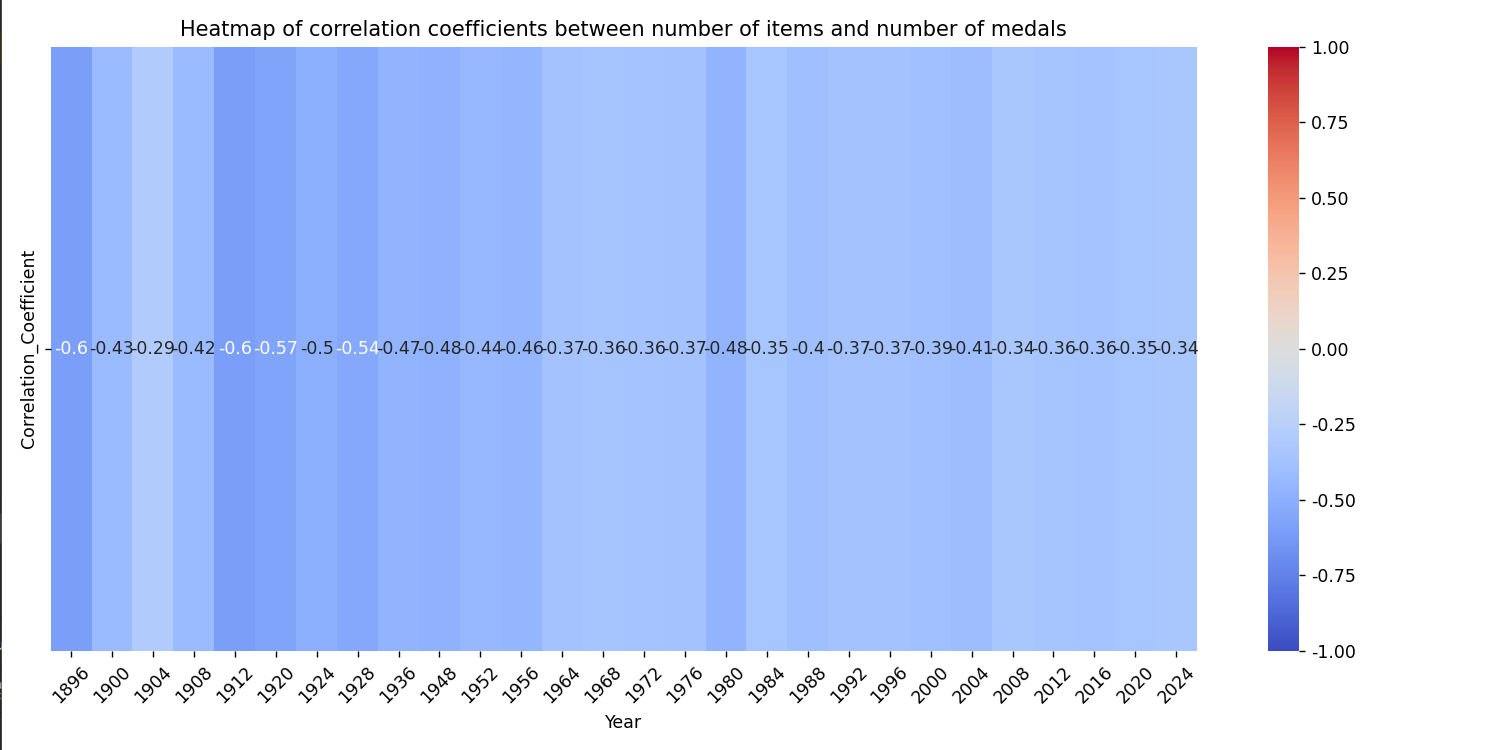 Heatmap of correlation coefficients between number of items and number of medals
Correlation_Coefficient
-0.6 -0.43 -0.29 -0.42 -0.6 -0.57 -0.5 -0.54 -0.47 -0.48 -0.44 -0.46 -0.37 -0.36 -0.36 -0.37 -0.48 -0.35 -0.4 -0.37 -0.37 -0.39 -0.41 -0.34 -0.36 -0.36 -0.35 -0.34
1896 1900 1904 1908 1912 1920 1924 1928 1936 1948 1952 1956 1964 1968 1972 1976 1980 1984 1988 1992 1996 2000 2004 2008 2012 2016 2020 2024
Year
1.00
0.75
0.50
0.25
0.00
-0.25
-0.50
-0.75
-1.00